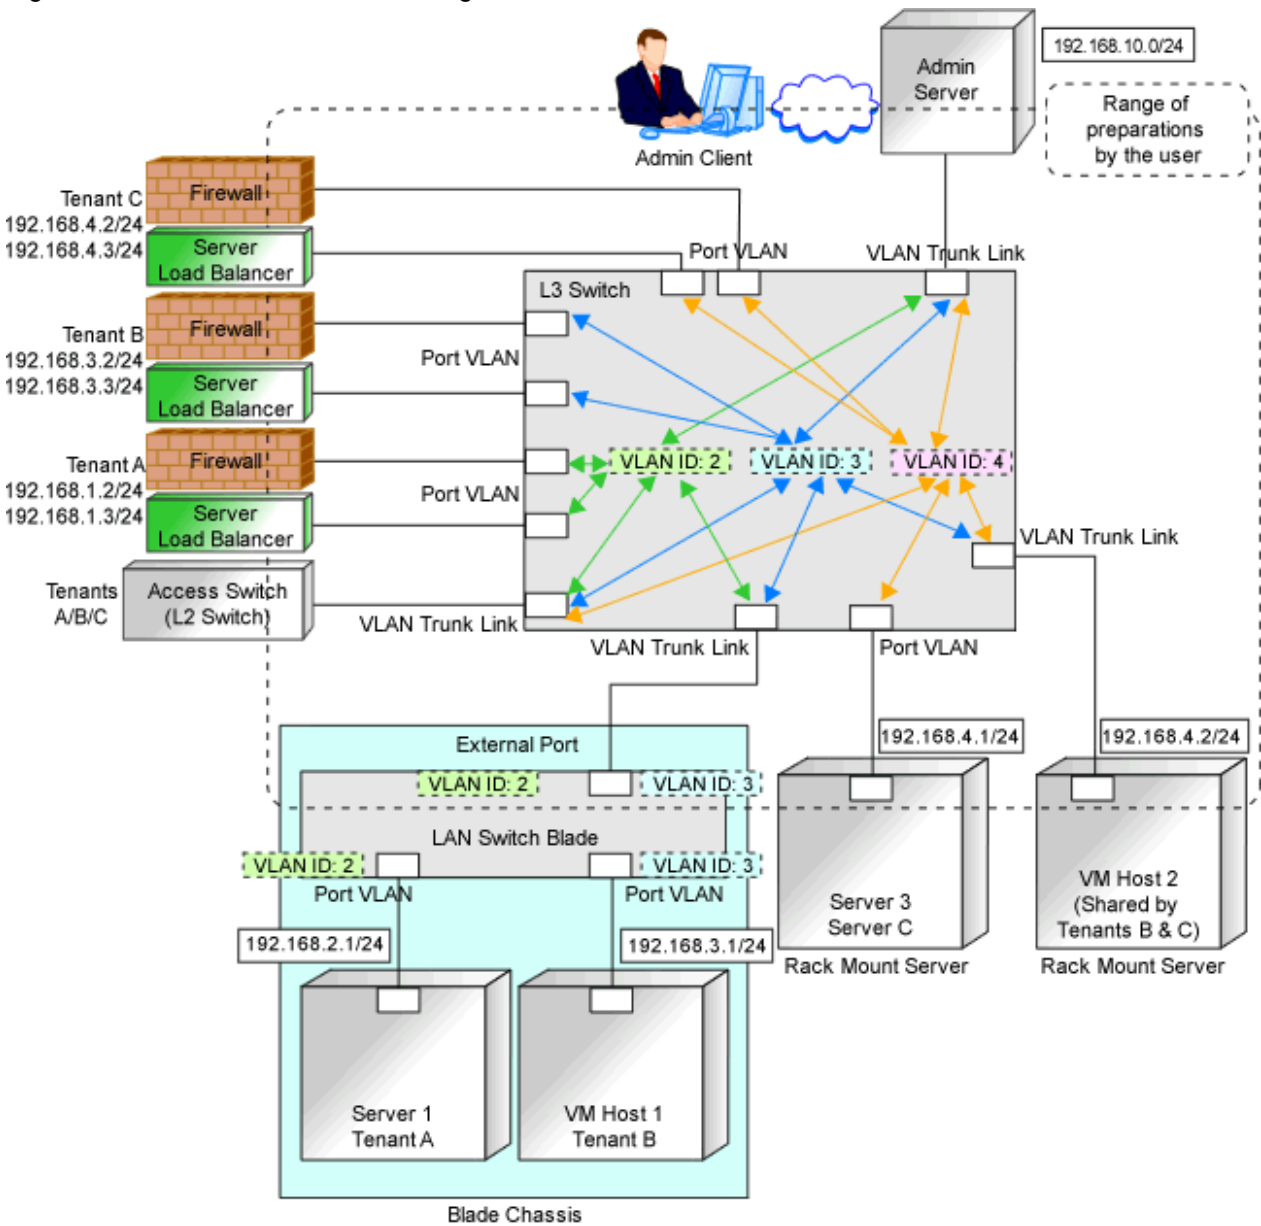 192.168.10.0/24
Admin
Server
Range of
preparations
by the user
Admin Client
Firewall
Tenant C
192.168.4.2/24
192.168.4.3/24
Server
Load Balancer
Port VLAN
VLAN Trunk Link
L3 Switch
Firewall
Tenant B
192.168.3.2/24
192.168.3.3/24
Server
Load Balancer
Port VLAN
Firewall
Tenant A
192.168.1.2/24
192.168.1.3/24
Server
Load Balancer
Port VLAN
VLAN ID: 2
VLAN ID: 3
VLAN ID: 4
VLAN Trunk Link
Tenants
A/B/C
Access Switch
(L2 Switch)
VLAN Trunk Link
VLAN Trunk Link
Port VLAN
192.168.4.1/24
192.168.4.2/24
External Port
VLAN ID: 2
VLAN ID: 3
LAN Switch Blade
VLAN ID: 2
VLAN ID: 3
Port VLAN
Port VLAN
192.168.2.1/24
192.168.3.1/24
Server 3
Server C
Rack Mount Server
VM Host 2
(Shared by
Tenants B & C)
Rack Mount Server
Server 1
Tenant A
VM Host 1
Tenant B
Blade Chassis